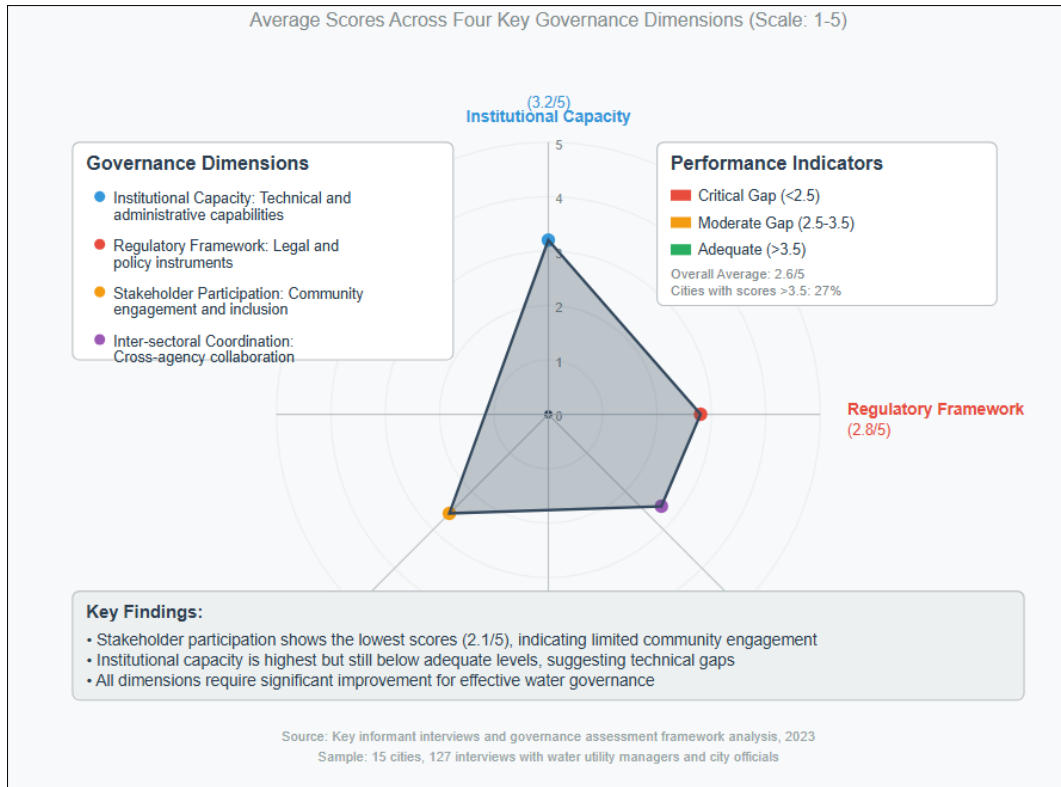 Average Scores Across Four Key Governance Dimensions (Scale: 1-5)
(3.2/5)
Institutional Capacity
Governance Dimensions
Institutional Capacity: Technical and
administrative capabilities
Regulatory Framework: Legal and
policy instruments
Stakeholder Participation: Community
engagement and inclusion
Inter-sectoral Coordination:
Cross-agency collaboration
5
4
3
2
1
0
Performance Indicators
Critical Gap (<2.5)
Moderate Gap (2.5-3.5)
Adequate (>3.5)
Overall Average: 2.6/5
Cities with scores >3.5: 27%
Regulatory Framework
(2.8/5)
Key Findings:
• Stakeholder participation shows the lowest scores (2.1/5), indicating limited community engagement
• Institutional capacity is highest but still below adequate levels, suggesting technical gaps
• All dimensions require significant improvement for effective water governance
Source: Key informant interviews and governance assessment framework analysis, 2023
Sample: 15 cities, 127 interviews with water utility managers and city officials